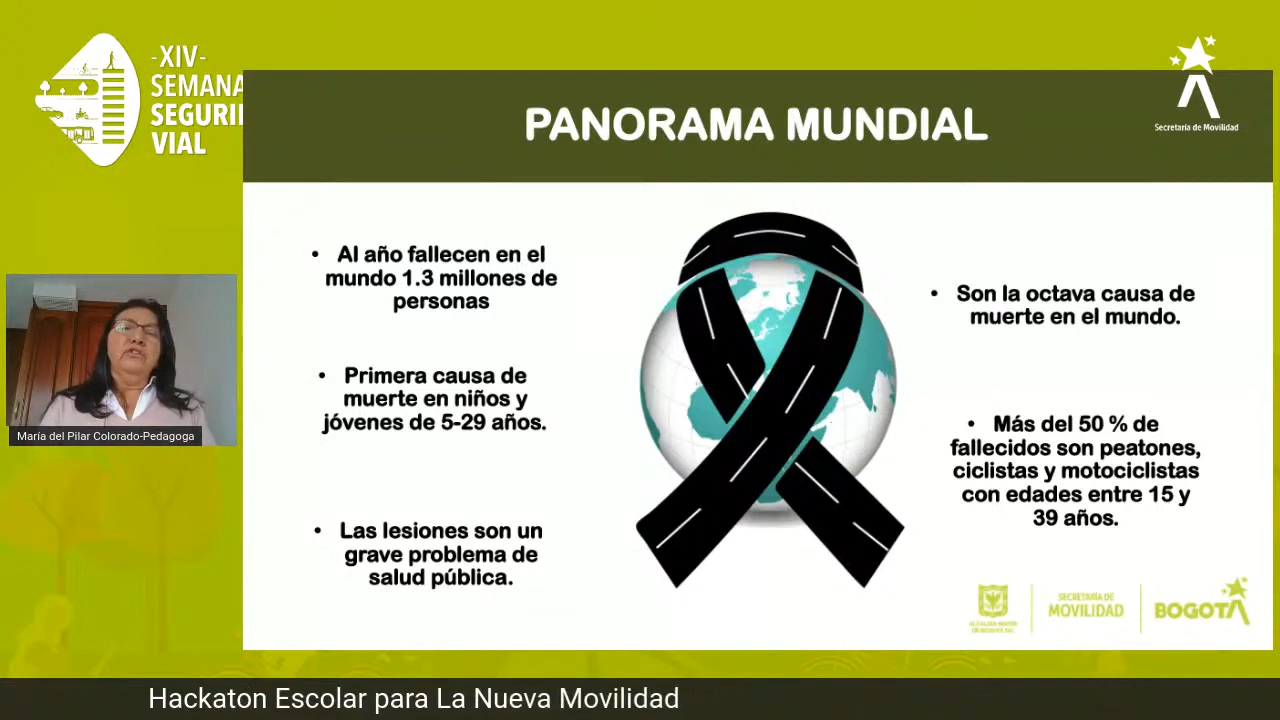 -XIV-
SEMANA
VIAL
Secretaría de Movilidad
PANORAMA MUNDIAL
• Al año fallecen en el
mundo 1.3 millones de
personas
• Primera causa de
muerte en niños y
jóvenes de 5-29 años.
• Las lesiones son un
grave problema de
salud pública.
• Son la octava causa de
muerte en el mundo.
• Más del 50 % de
fallecidos son peatones,
ciclistas y motociclistas
con edades entre 15 y
39 años.
María del Pilar Colorado-Pedagoga
ALCALDÍA MAYOR
DE BOGOTÁ D.C.
SECRETARÍA DE
MOVILIDAD
BOGOTÁ
Hackaton Escolar para La Nueva Movilidad